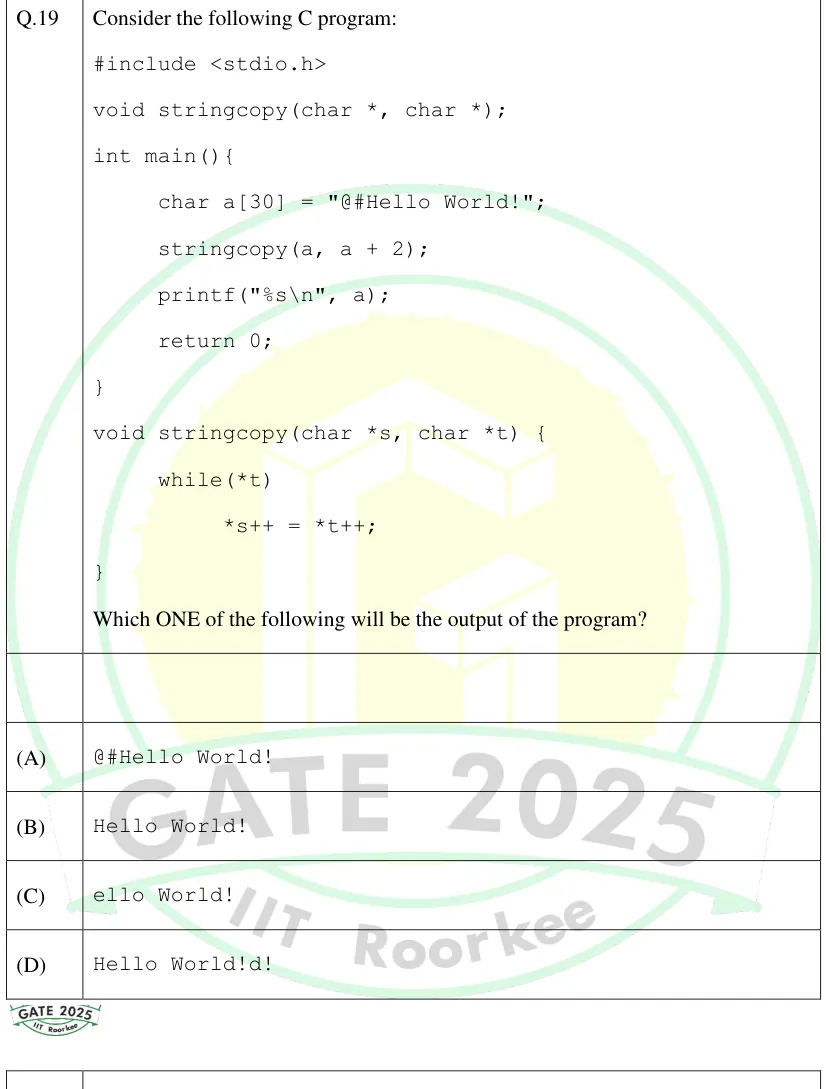 Q.19 Consider the following C program:
#include <stdio.h>
void stringcopy(char *, char *);
int main(){
char a[30] = "@#Hello World!";
stringcopy(a, a + 2);
printf("%s\n", a);
return 0;
}
void stringcopy(char *s, char *t) {
while(*t)
*s++ = *t++;
}
Which ONE of the following will be the output of the program?
(A) @#Hello World!
(B) Hello World!
(C) ello World!
(D) Hello World!d!
GATE 2025
IIT Roorkee
GATE 2025
IIT Roorkee